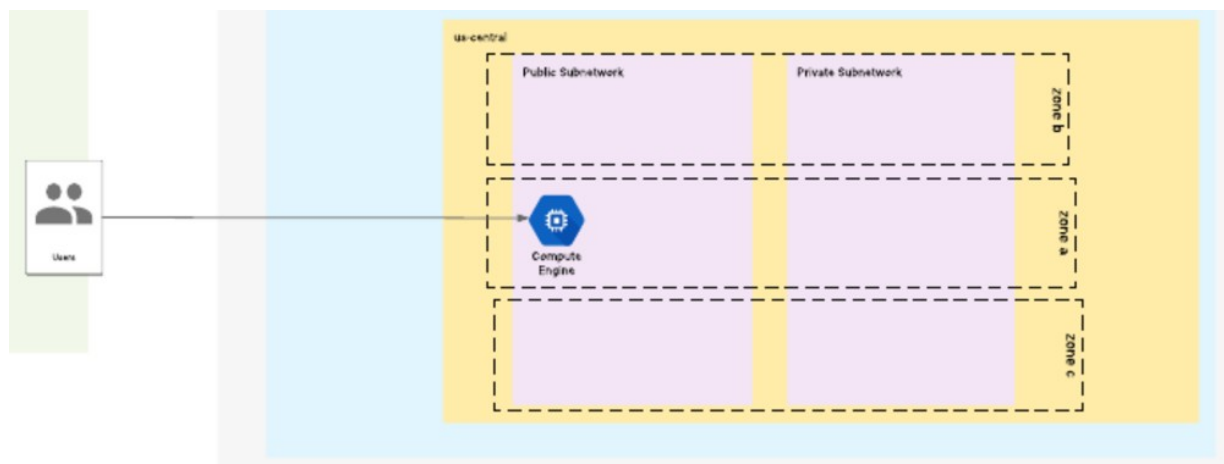 us-central
Public Subnetwork
Private Subnetwork
zone b
Users
Compute
Engine
zone a
zone c